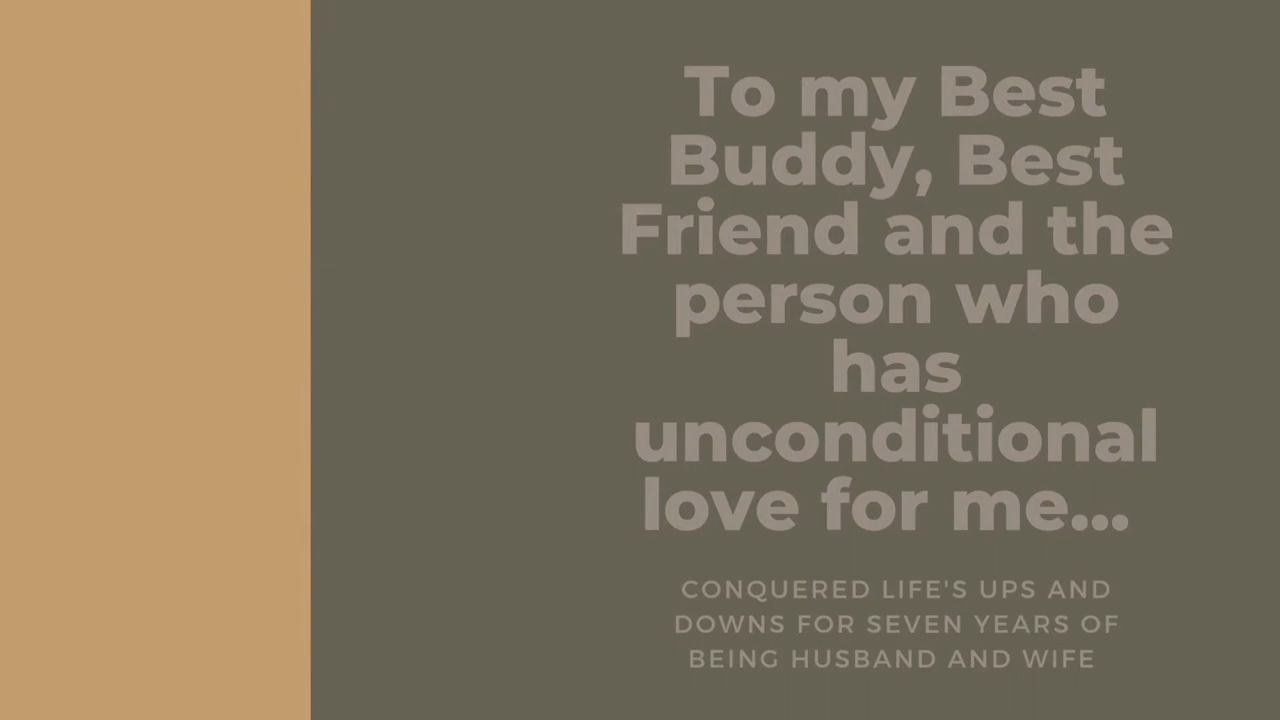 To my Best
Buddy, Best
Friend and the
person who
has
unconditional
love for me...
CONQUERED LIFE'S UPS AND
DOWNS FOR SEVEN YEARS OF
BEING HUSBAND AND WIFE